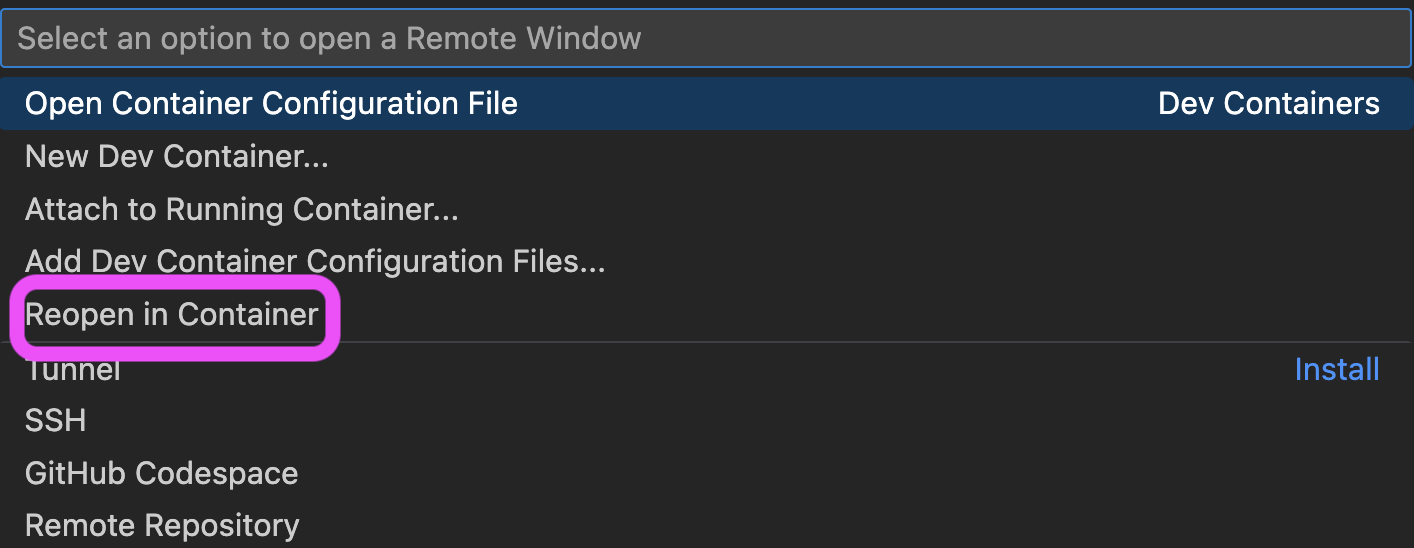 Select an option to open a Remote Window
Open Container Configuration File Dev Containers
New Dev Container...
Attach to Running Container...
Add Dev Container Configuration Files...
Reopen in Container
Tunnel Install
SSH
GitHub Codespace
Remote Repository